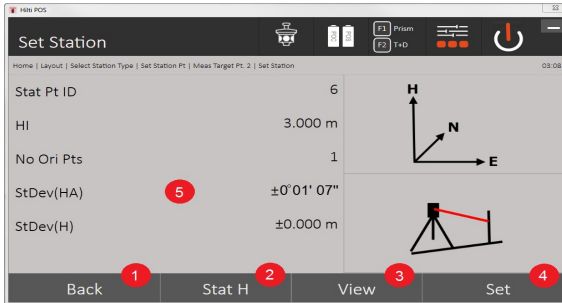 Hilti POS
Set Station
POC
POS
F1 Prism
F2 T+D
Home | Layout | Select Station Type | Set Station Pt | Meas Target Pt. 2 | Set Station
03:08
Stat Pt ID 6
HI 3.000 m
No Ori Pts 1
StDev(HA) 5 ±0°01' 07"
StDev(H) ±0.000 m
H
N
E
1
2
3
4
Back
Stat H
View
Set